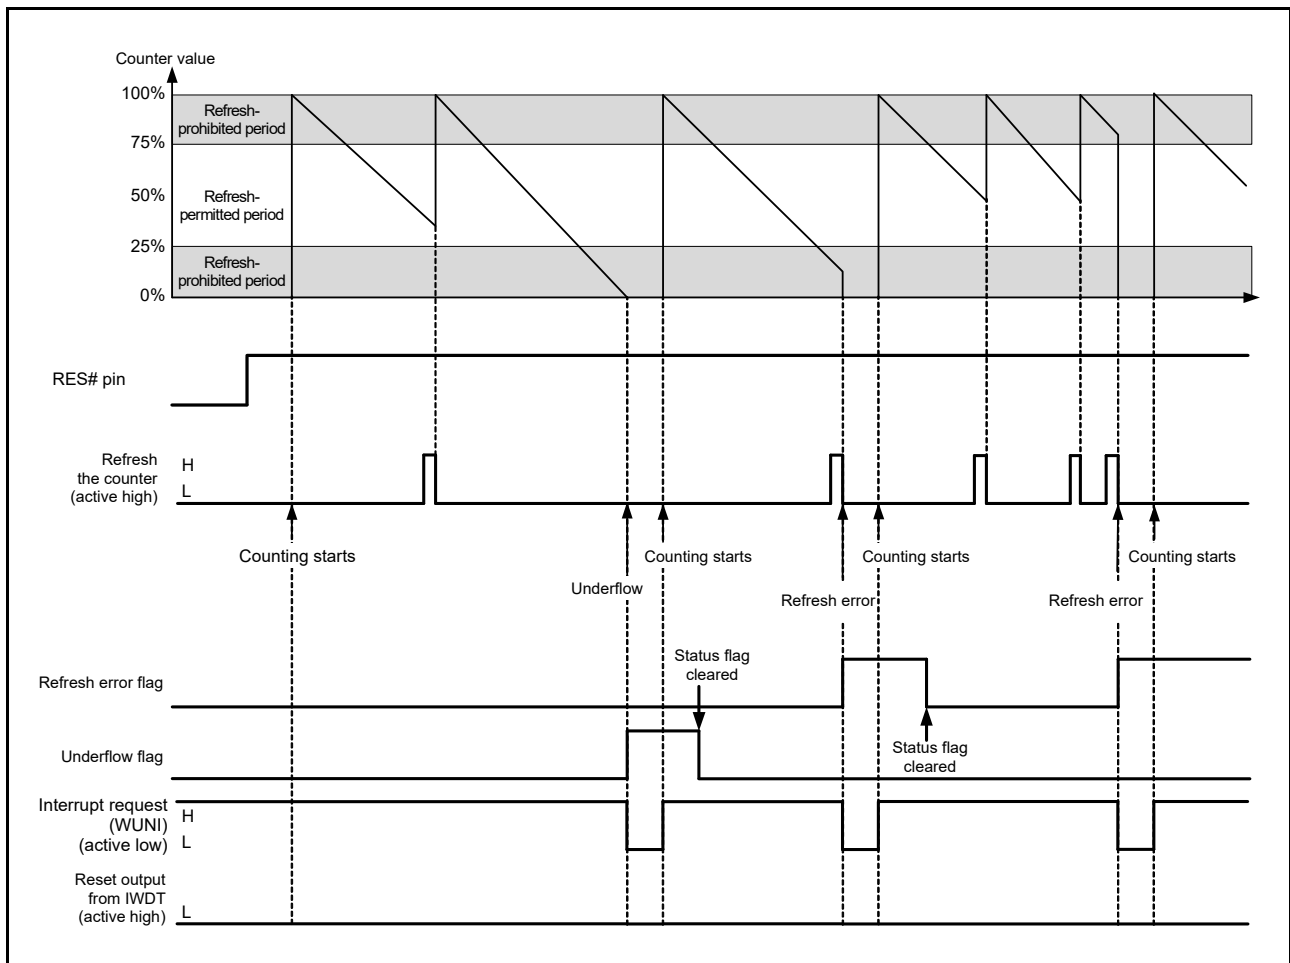 Counter value
100%
Refresh-
prohibited period
75%
50%
Refresh-
permitted period
25%
Refresh-
prohibited period
0%
RES# pin
Refresh
the counter
(active high)
H
L
Counting starts
Counting starts
Counting starts
Counting starts
Underflow
Refresh error
Refresh error
Status flag
cleared
Refresh error flag
Status flag
cleared
Underflow flag
Interrupt request
(WUNI)
(active low)
H
L
Reset output
from IWDT
(active high)
L